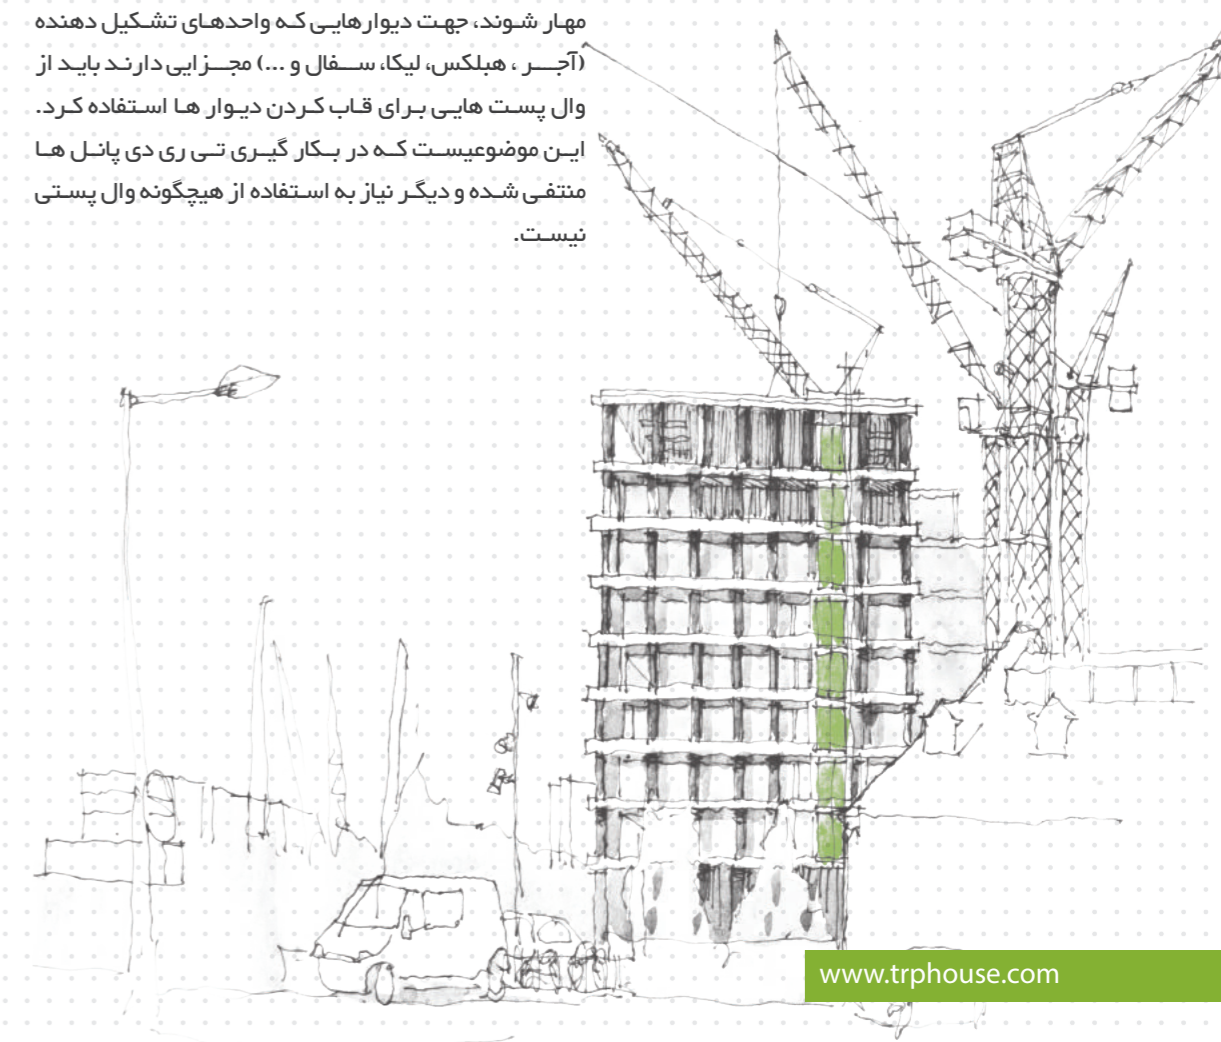 مهار شوند، جهت دیوارهایی که واحدهای تشکیل دهنده
(آجر ، هبلکس، لیکا، سفال و ...) مجزایی دارند باید از
وال پست هایی برای قاب کردن دیوار ها استفاده کرد.
این موضوعیست که در بکار گیری تی ری دی پانل ها
منتفی شده و دیگر نیاز به استفاده از هیچگونه وال پستی
نیست.
www.trphouse.com